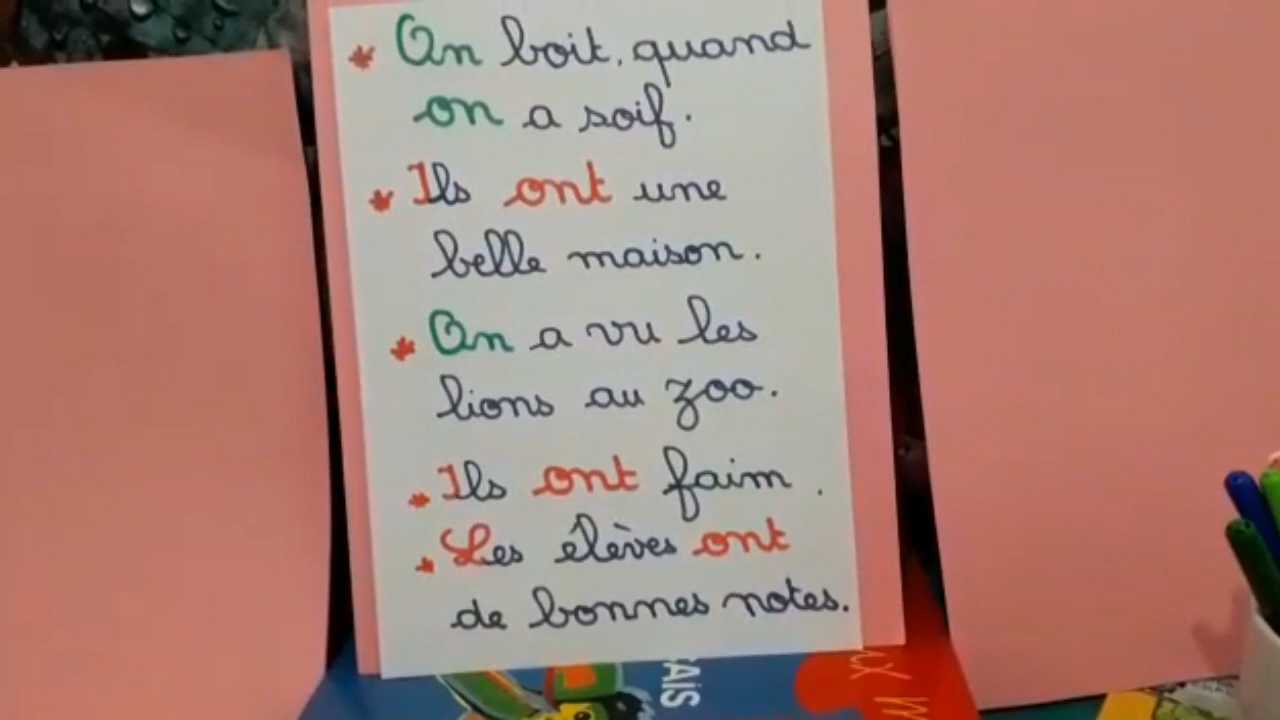 * On boit, quand
on a soif.
* Ils ont une
belle maison.
* On a vu les
lions au zoo.
* Ils ont faim.
* Les élèves ont
de bonnes notes.
AIS